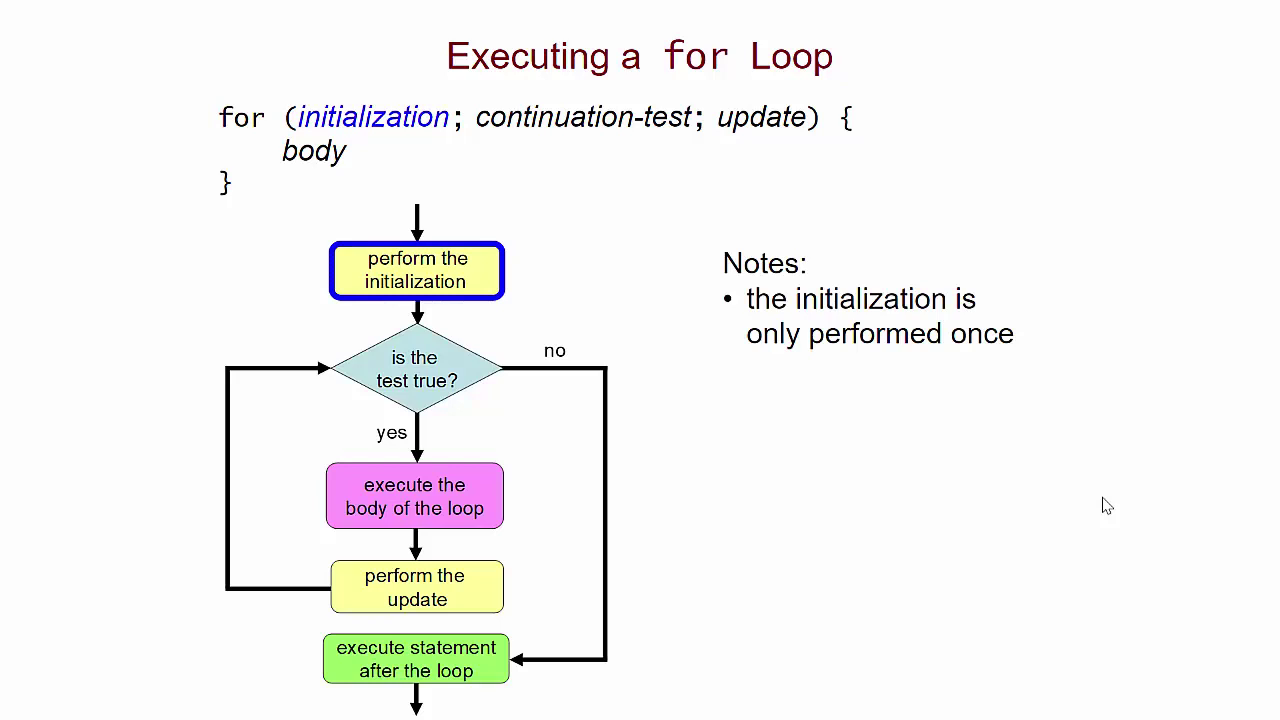 Executing a for Loop
for (initialization; continuation-test; update) {
body
}
perform the
initialization
is the
test true?
no
yes
execute the
body of the loop
perform the
update
execute statement
after the loop
Notes:
• the initialization is
only performed once